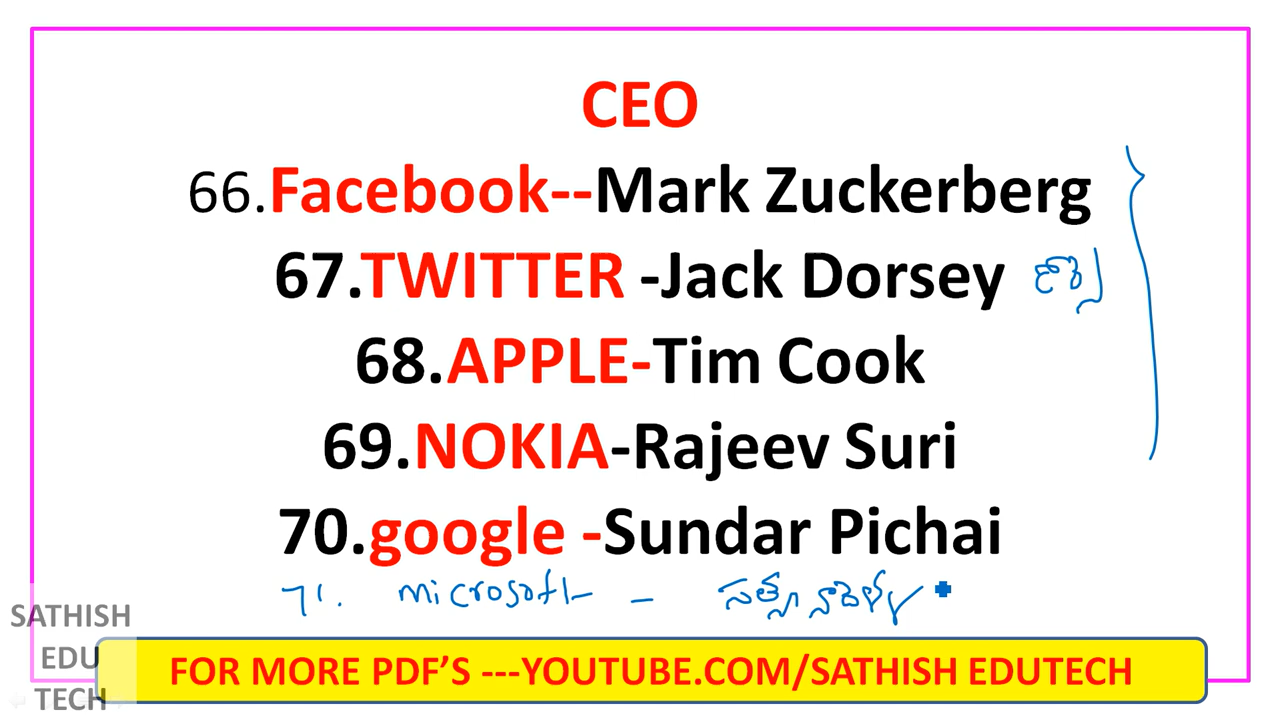 CEO
66.Facebook--Mark Zuckerberg
67.TWITTER -Jack Dorsey డోర్సె
68.APPLE-Tim Cook
69.NOKIA-Rajeev Suri
70.google -Sundar Pichai
71. microsoft - సత్య నాదెళ్ళ
SATHISH
EDU
TECH
FOR MORE PDF’S ---YOUTUBE.COM/SATHISH EDUTECH